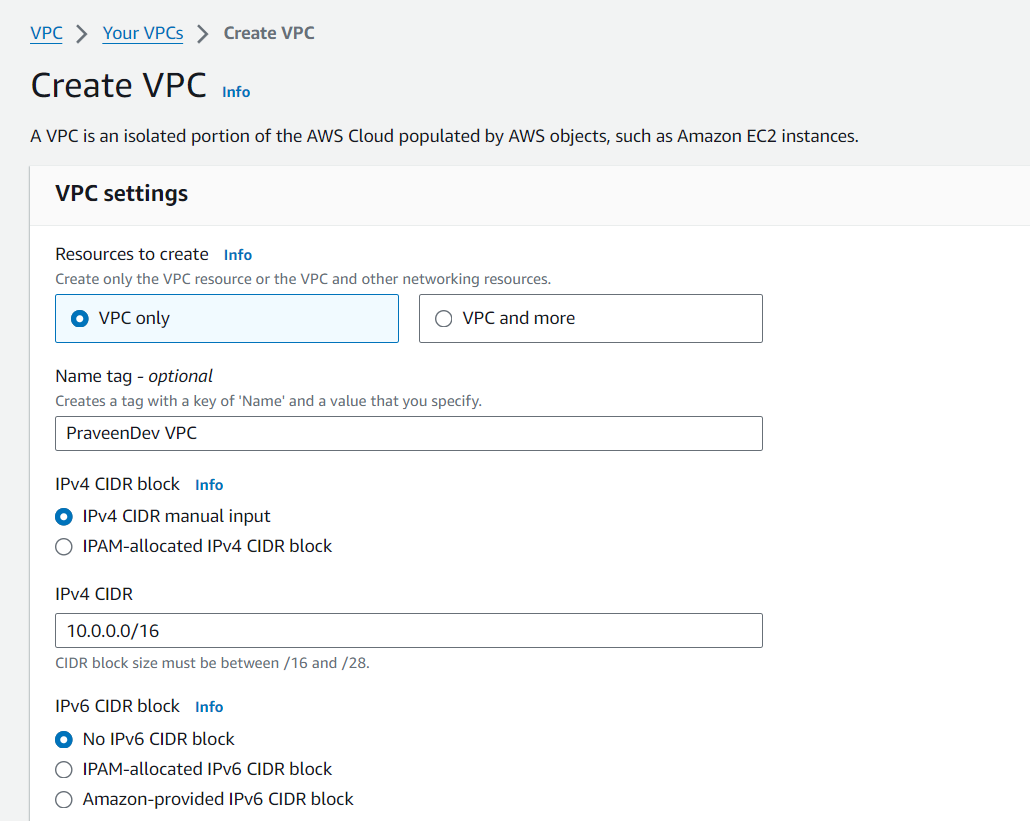 VPC > Your VPCs > Create VPC
Create VPC Info
A VPC is an isolated portion of the AWS Cloud populated by AWS objects, such as Amazon EC2 instances.
VPC settings
Resources to create Info
Create only the VPC resource or the VPC and other networking resources.
VPC only VPC and more
Name tag - optional
Creates a tag with a key of 'Name' and a value that you specify.
PraveenDev VPC
IPv4 CIDR block Info
IPv4 CIDR manual input
IPAM-allocated IPv4 CIDR block
IPv4 CIDR
10.0.0.0/16
CIDR block size must be between /16 and /28.
IPv6 CIDR block Info
No IPv6 CIDR block
IPAM-allocated IPv6 CIDR block
Amazon-provided IPv6 CIDR block